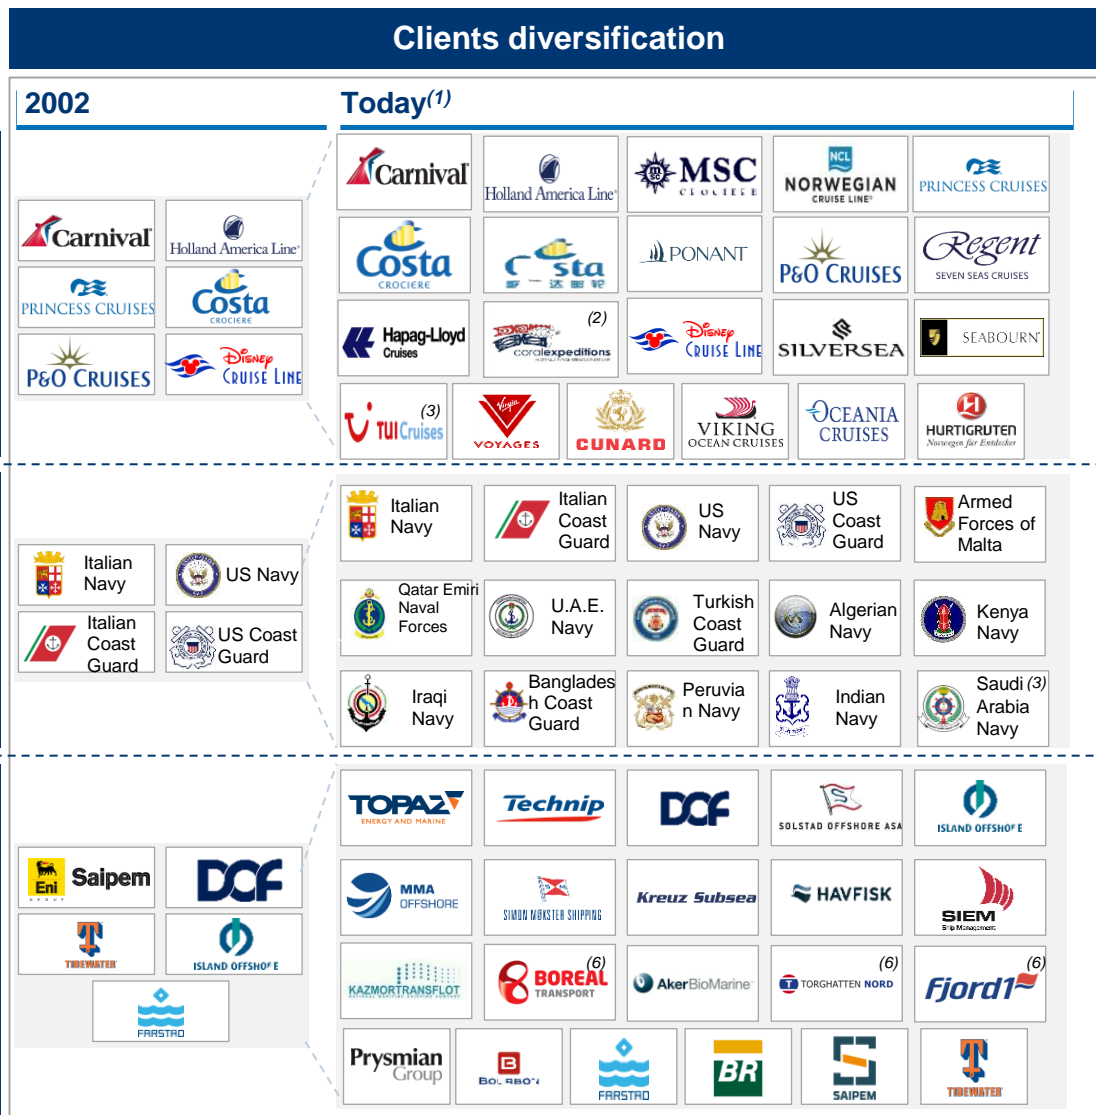 Clients diversification
2002
Today(1)
Carnival
Holland America Line
PRINCESS CRUISES
Costa
CROCIERE
P&O CRUISES
DISNEY
CRUISE LINE
Carnival
Holland America Line
MSC
CROCIERE
NCL
NORWEGIAN
CRUISE LINE
PRINCESS CRUISES
Costa
CROCIERE
PONANT
P&O CRUISES
Regent
SEVEN SEAS CRUISES
Hapag-Lloyd
Cruises
(2)
coralexpeditions
DISNEY
CRUISE LINE
SILVERSEA
SEABOURN
(3)
TUI Cruises
Virgin
VOYAGES
CUNARD
VIKING
OCEAN CRUISES
OCEANIA
CRUISES
HURTIGRUTEN
Norwegen für Entdecker
Italian
Navy
US Navy
Italian
Coast
Guard
US Coast
Guard
Italian
Navy
Italian
Coast
Guard
US
Navy
US
Coast
Guard
Armed
Forces of
Malta
Qatar Emiri
Naval
Forces
U.A.E.
Navy
Turkish
Coast
Guard
Algerian
Navy
Kenya
Navy
Iraqi
Navy
Banglades
h Coast
Guard
Peruvia
n Navy
Indian
Navy
Saudi (3)
Arabia
Navy
Eni
GROUP
Saipem
DOF
TIDEWATER
ISLAND OFFSHORE
FARSTAD
TOPAZ
ENERGY AND MARINE
Technip
DOF
SOLSTAD OFFSHORE ASA
ISLAND OFFSHORE
MMA
OFFSHORE
SIMON MØKSTER SHIPPING
Kreuz Subsea
HAVFISK
SIEM
Ship Management
KAZMORTRANSFLOT
NATIONAL MARITIME SHIPPING COMPANY
(6)
BOREAL
TRANSPORT
AkerBioMarine
(6)
TORGHATTEN NORD
(6)
Fjord1
Prysmian
Group
BOURBON
FARSTAD
BR
SAIPEM
TIDEWATER